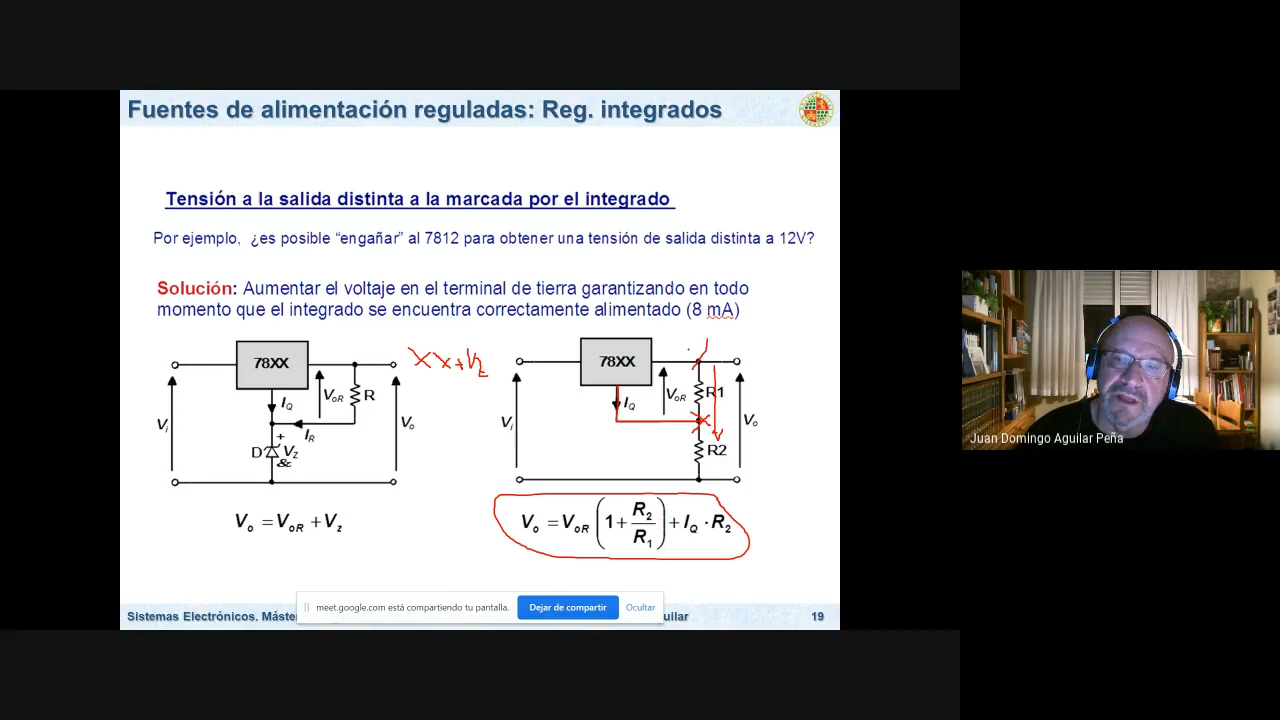 Fuentes de alimentación reguladas: Reg. integrados
Tensión a la salida distinta a la marcada por el integrado
Por ejemplo, ¿es posible “engañar” al 7812 para obtener una tensión de salida distinta a 12V?
Solución: Aumentar el voltaje en el terminal de tierra garantizando en todo
momento que el integrado se encuentra correctamente alimentado (8 mA)
78XX
XX+VZ
VoR
R
IQ
IR
Vi
Vo
+
D
VZ
Vo = VoR + Vz
78XX
IQ
VoR
R1
R2
Vi
Vo
Vo = VoR (1 + R2/R1) + IQ · R2
Juan Domingo Aguilar Peña
meet.google.com está compartiendo tu pantalla.
Dejar de compartir
Ocultar
Sistemas Electrónicos.
19